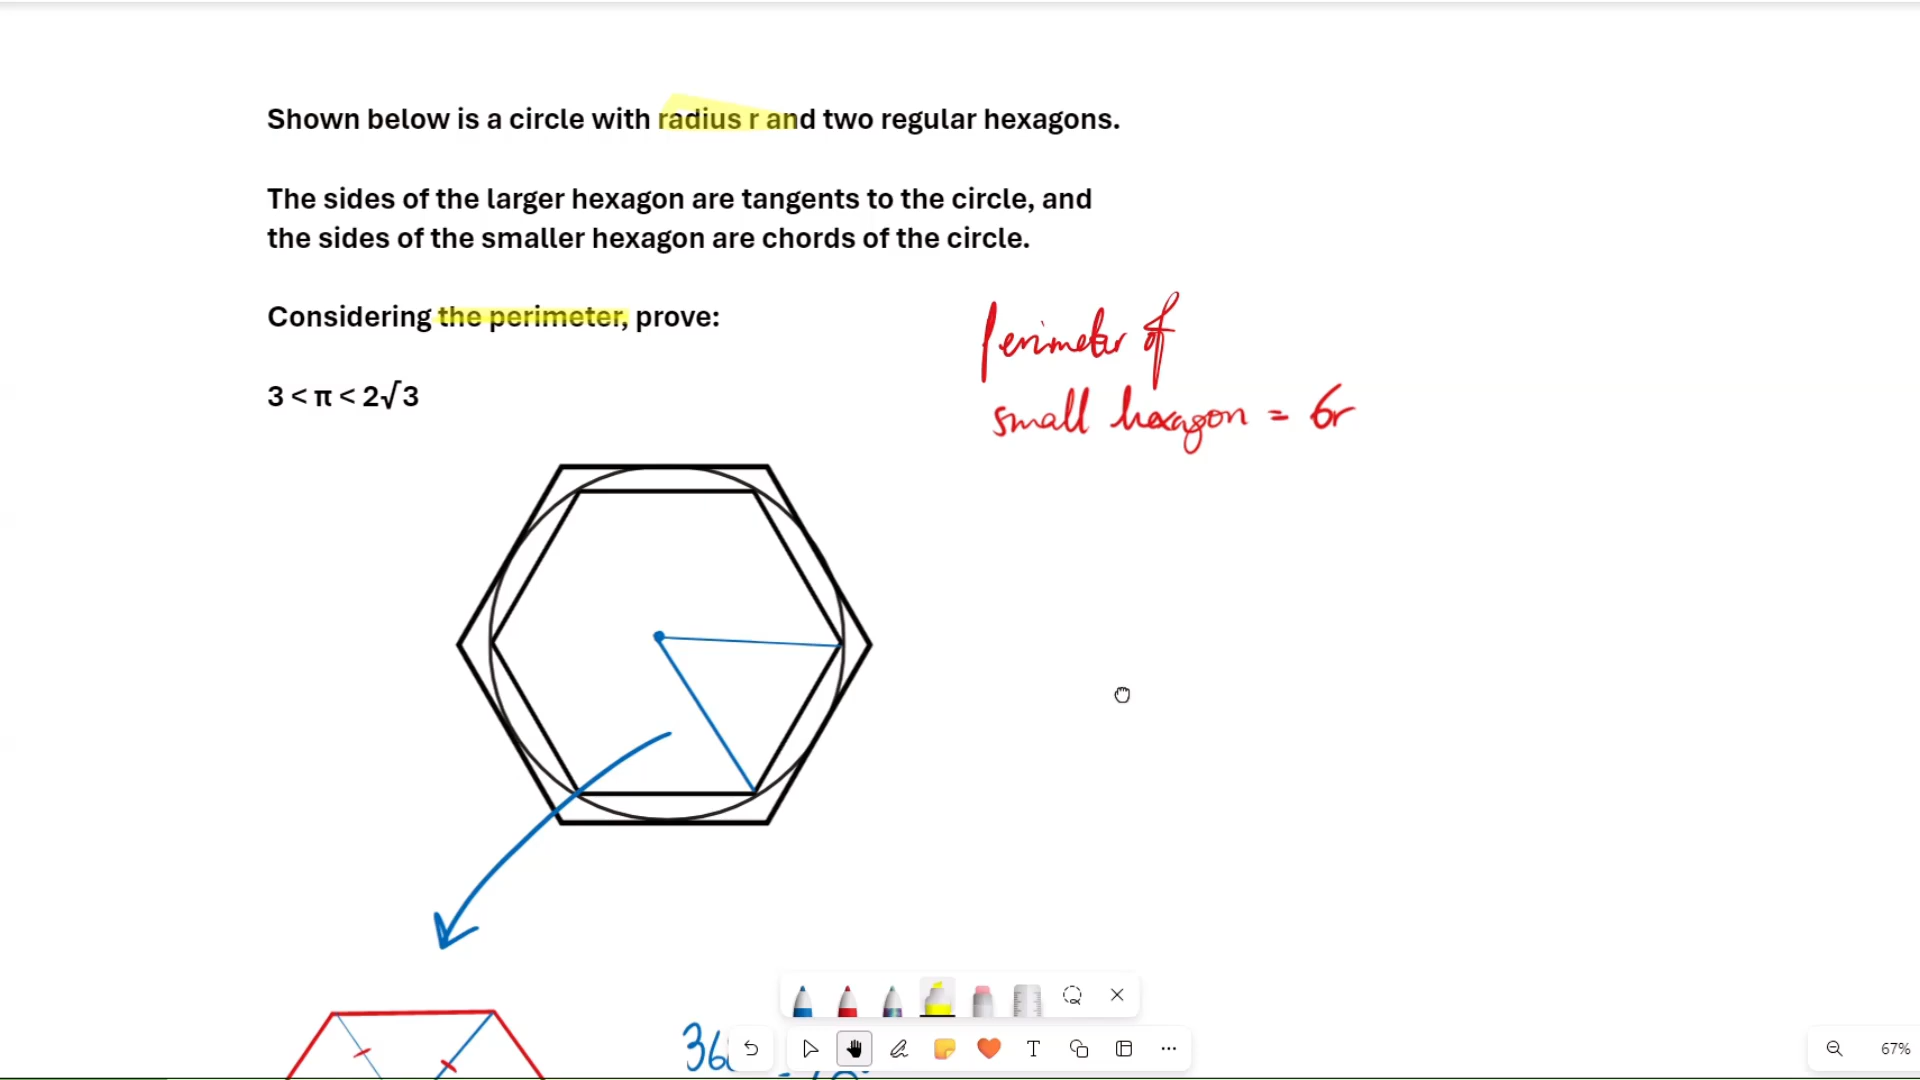 Shown below is a circle with radius r and two regular hexagons.
The sides of the larger hexagon are tangents to the circle, and
the sides of the smaller hexagon are chords of the circle.
Considering the perimeter, prove:
3 < π < 2√3
Perimeter of
small hexagon = 6r
36
67%